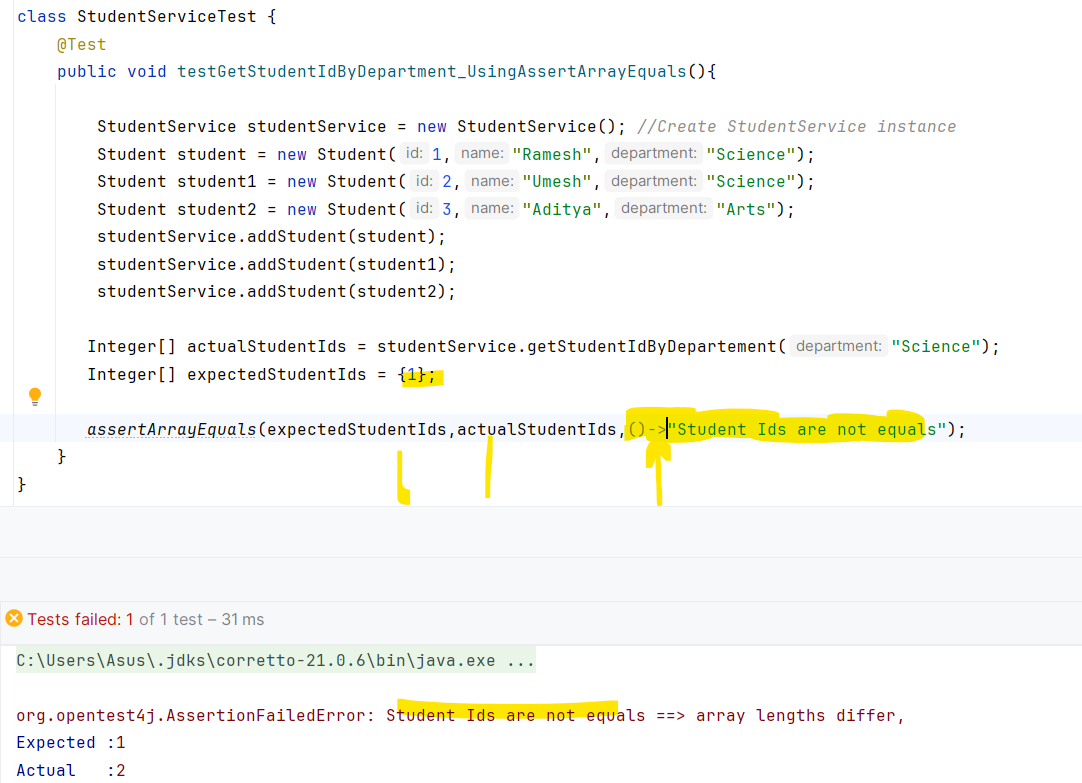 class StudentServiceTest {
@Test
public void testGetStudentIdByDepartment_UsingAssertArrayEquals(){
StudentService studentService = new StudentService(); //Create StudentService instance
Student student = new Student( id: 1, name: "Ramesh", department: "Science");
Student student1 = new Student( id: 2, name: "Umesh", department: "Science");
Student student2 = new Student( id: 3, name: "Aditya", department: "Arts");
studentService.addStudent(student);
studentService.addStudent(student1);
studentService.addStudent(student2);
Integer[] actualStudentIds = studentService.getStudentIdByDepartement( department: "Science");
Integer[] expectedStudentIds = {1};
assertArrayEquals(expectedStudentIds,actualStudentIds,()->"Student Ids are not equals");
}
}
Tests failed: 1 of 1 test – 31 ms
C:\Users\Asus\.jdks\corretto-21.0.6\bin\java.exe ...
org.opentest4j.AssertionFailedError: Student Ids are not equals ==> array lengths differ,
Expected :1
Actual :2